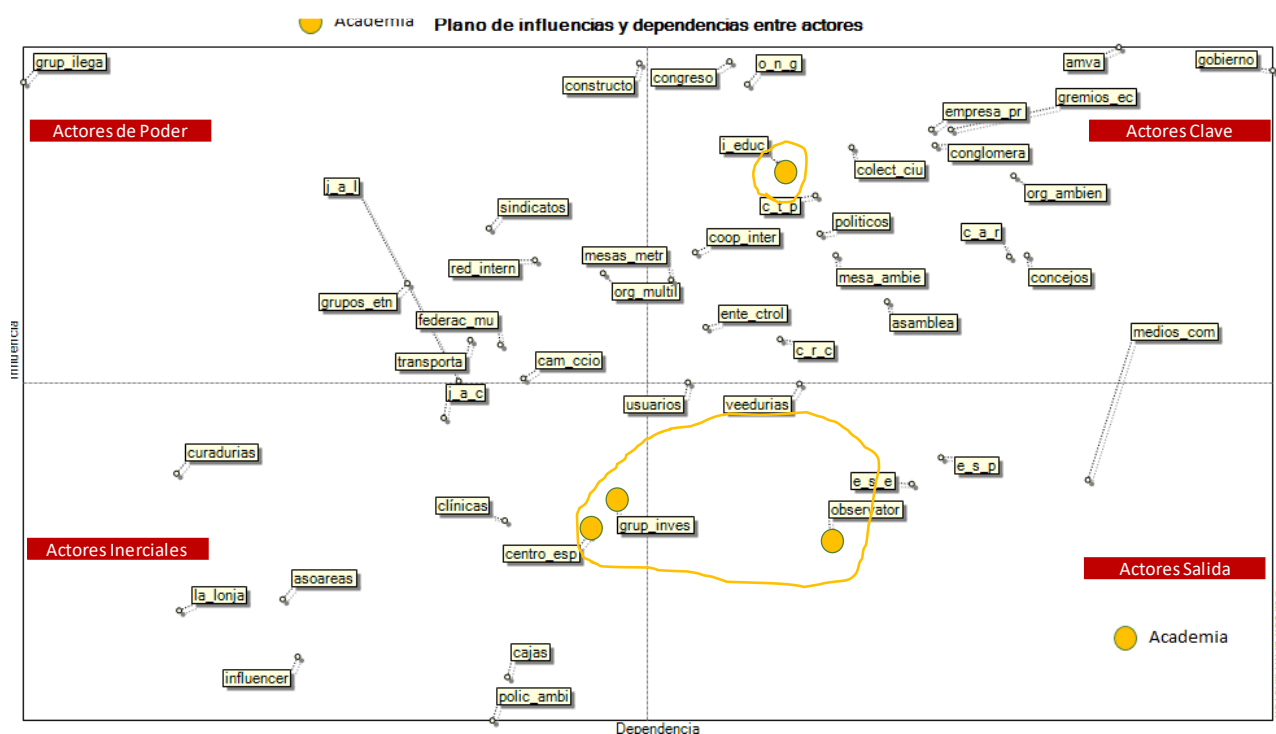 Academia
Plano de influencias y dependencias entre actores
grup_ilega
constructo
congreso
o_n_g
amva
gobierno
gremios_ec
empresa_pr
Actores de Poder
Actores Clave
i_educ
conglomera
colect_ciu
j_a_l
org_ambien
sindicatos
c_t_p
politicos
coop_inter
c_a_r
mesas_metr
red_intern
mesa_ambie
concejos
org_multil
grupos_etn
ente_ctrol
federac_mu
asamblea
medios_com
Influencia
c_r_c
transporta
cam_ccio
j_a_c
usuarios
veedurias
curadurias
e_s_p
e_s_e
clínicas
observator
grup_inves
Actores Inerciales
centro_esp
Actores Salida
asoareas
la_lonja
Academia
cajas
influencer
polic_ambi
Dependencia